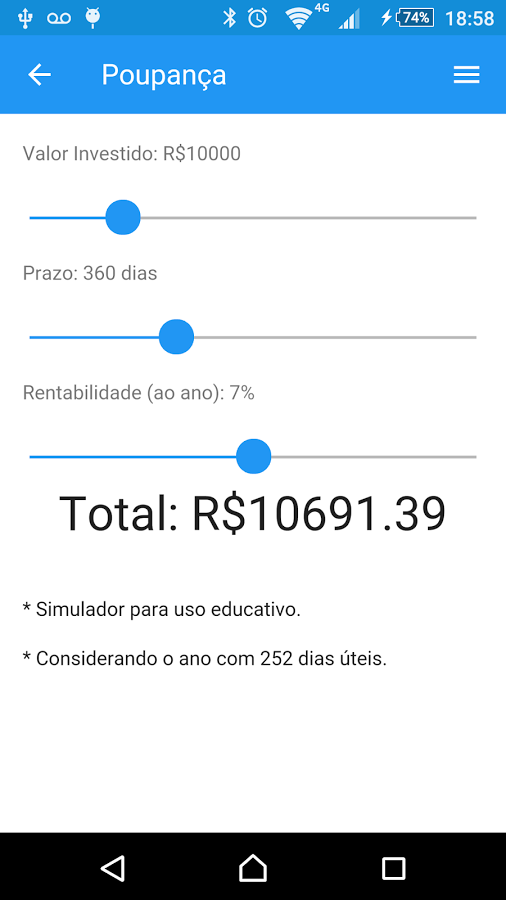 4G 74% 18:58
Poupança
Valor Investido: R$10000
Prazo: 360 dias
Rentabilidade (ao ano): 7%
Total: R$10691.39
* Simulador para uso educativo.
* Considerando o ano com 252 dias úteis.